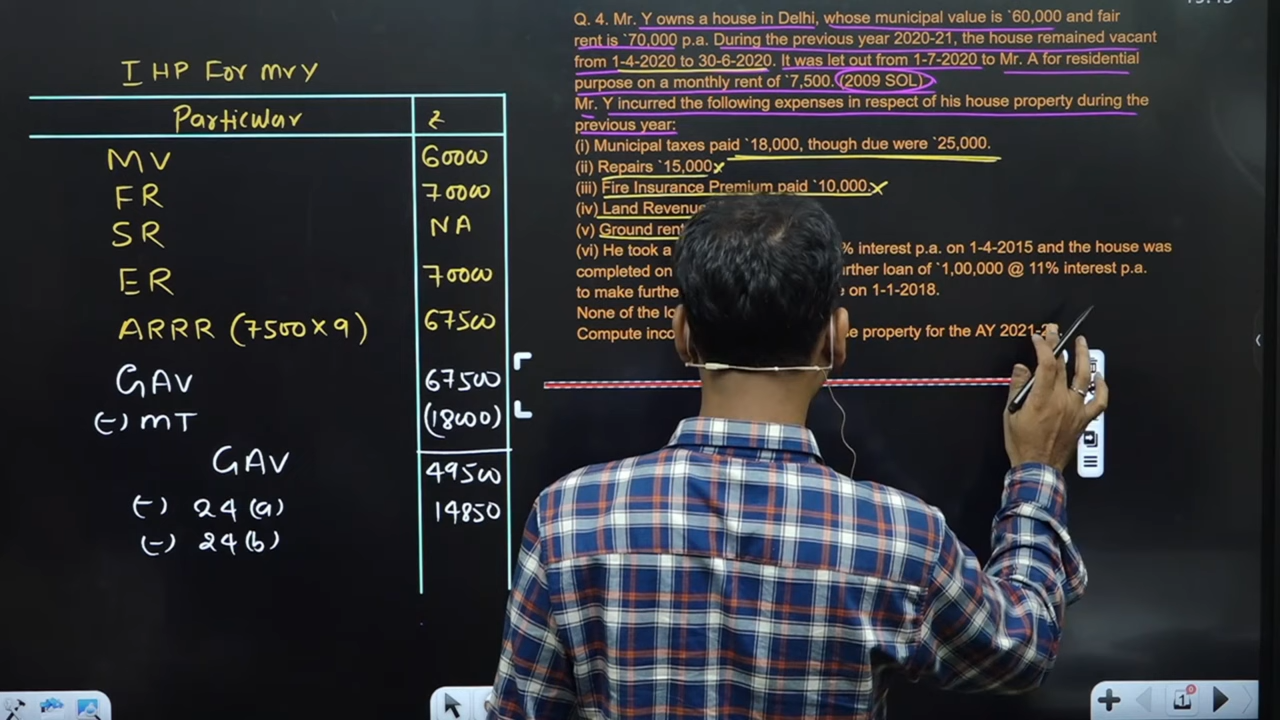 I HP For mr Y
Particular ₹
MV 60000
FR 70000
SR NA
ER 70000
ARRR (7500 × 9) 67500
GAV 67500
(-) MT (18000)
GAV 49500
(-) 24 (a) 14850
(-) 24 (b)
Q. 4. Mr. Y owns a house in Delhi, whose municipal value is `60,000 and fair
rent is `70,000 p.a. During the previous year 2020-21, the house remained vacant
from 1-4-2020 to 30-6-2020. It was let out from 1-7-2020 to Mr. A for residential
purpose on a monthly rent of `7,500. (2009 SOL)
Mr. Y incurred the following expenses in respect of his house property during the
previous year:
(i) Municipal taxes paid `18,000, though due were `25,000.
(ii) Repairs `15,000 x
(iii) Fire Insurance Premium paid `10,000. x
(iv) Land Revenue
(v) Ground rent
(vi) He took a % interest p.a. on 1-4-2015 and the house was
completed on rther loan of `1,00,000 @ 11% interest p.a.
to make furthe on 1-1-2018.
None of the lo
Compute inco e property for the AY 2021-2
1